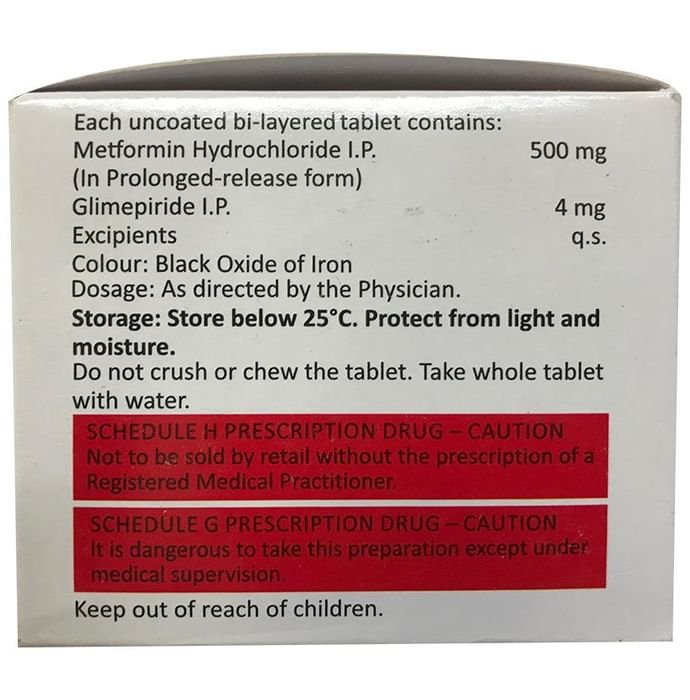 Each uncoated bi-layered tablet contains:
Metformin Hydrochloride I.P. 500 mg
(In Prolonged-release form)
Glimepiride I.P. 4 mg
Excipients q.s.
Colour: Black Oxide of Iron
Dosage: As directed by the Physician.
Storage: Store below 25°C. Protect from light and
moisture.
Do not crush or chew the tablet. Take whole tablet
with water.
SCHEDULE H PRESCRIPTION DRUG – CAUTION
Not to be sold by retail without the prescription of a
Registered Medical Practitioner.
SCHEDULE G PRESCRIPTION DRUG – CAUTION
It is dangerous to take this preparation except under
medical supervision.
Keep out of reach of children.